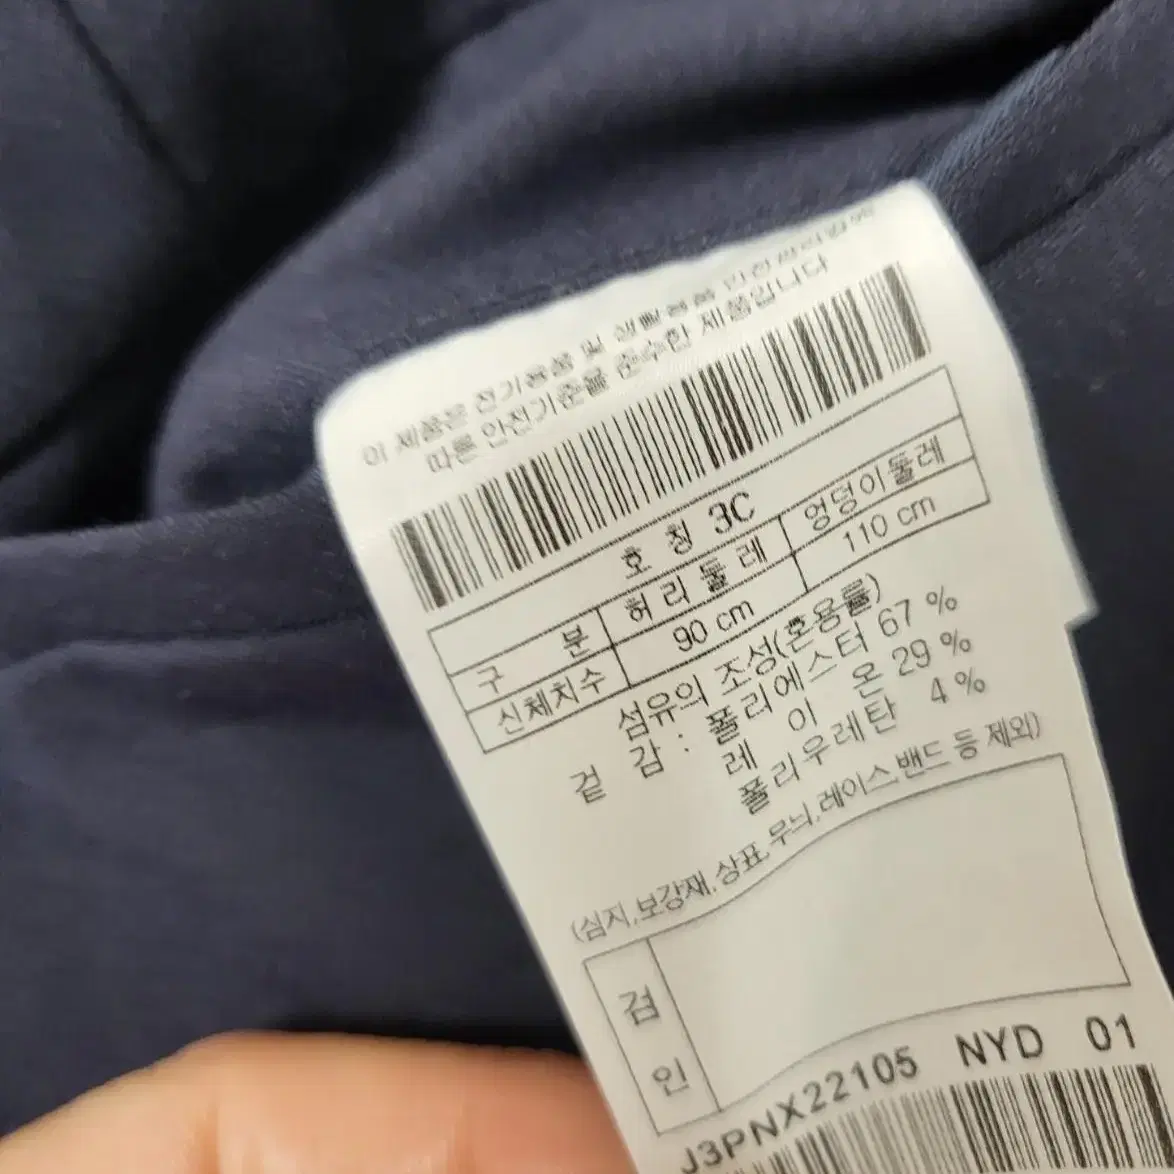 이 제품은 전기용품 및 생활용품 안전관리법에
따른 안전기준을 준수한 제품입니다
호 칭 3C
구 분 허리둘레 엉덩이둘레
신체치수 90 cm 110 cm
섬유의 조성(혼용률)
겉 감 : 폴리에스터 67 %
레 이 온 29 %
폴리우레탄 4 %
(심지,보강재,상표,무늬,레이스,밴드 등 제외)
검
인
J3PNX22105 NYD 01